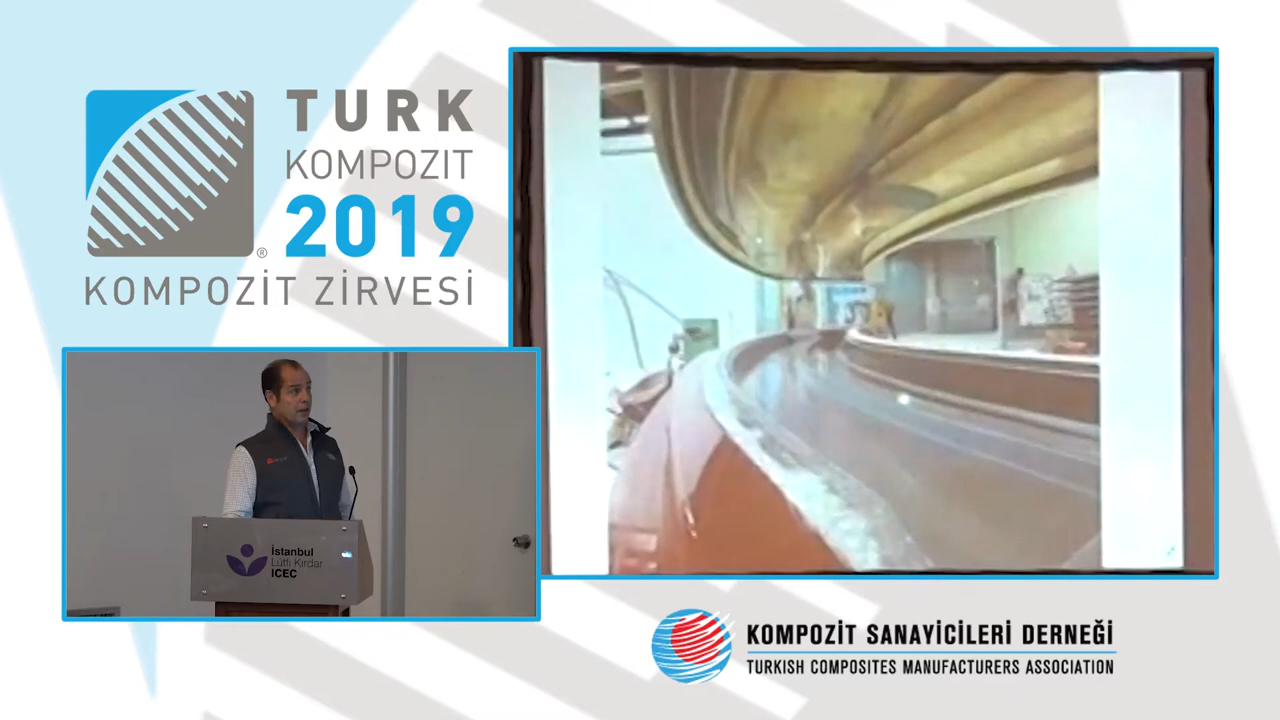 TURK
KOMPOZIT
2019
®
KOMPOZİT ZİRVESİ
İstanbul
Lütfi Kırdar
ICEC
KOMPOZİT SANAYİCİLERİ DERNEĞİ
TURKISH COMPOSITES MANUFACTURERS ASSOCIATION